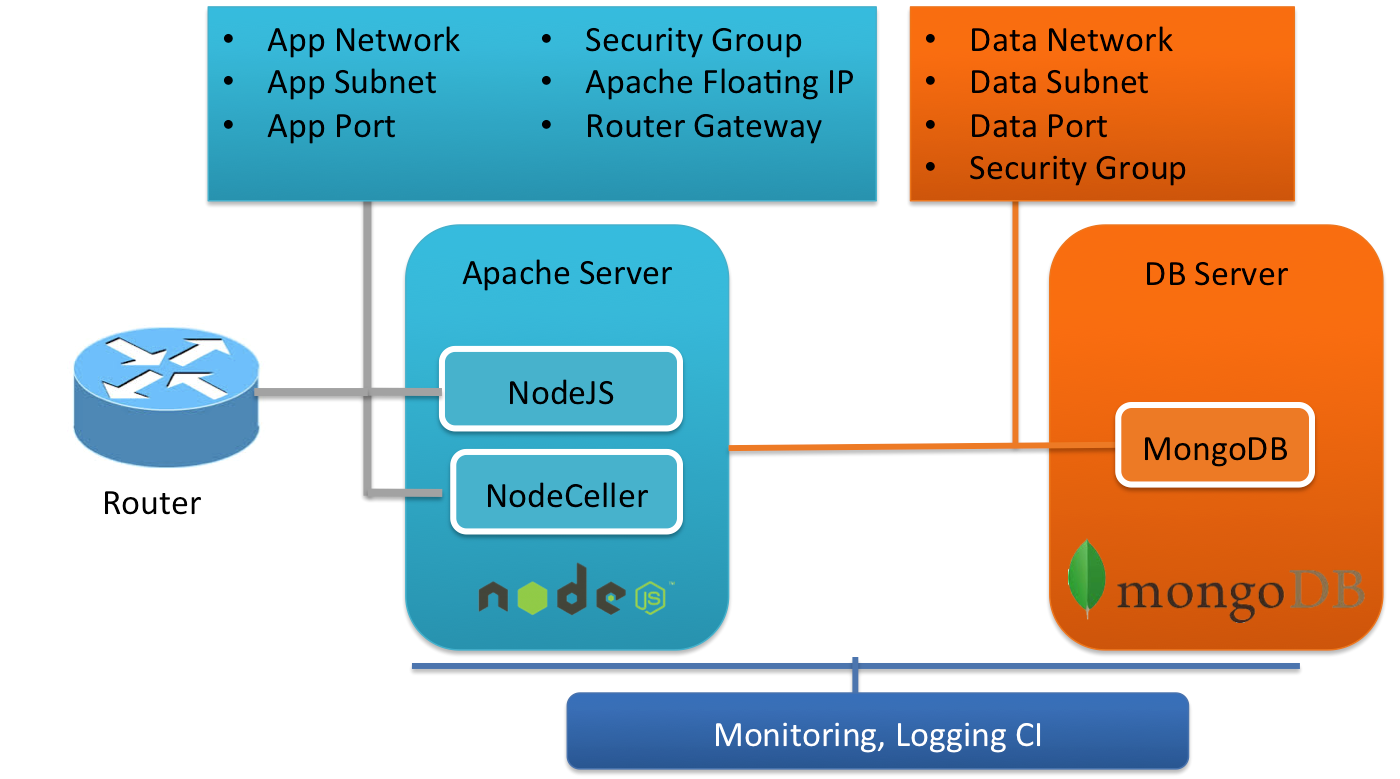 • App Network
• App Subnet
• App Port
• Security Group
• Apache Floating IP
• Router Gateway
• Data Network
• Data Subnet
• Data Port
• Security Group
Apache Server
DB Server
NodeJS
MongoDB
NodeCeller
Router
node JS ™
mongoDB
Monitoring, Logging CI